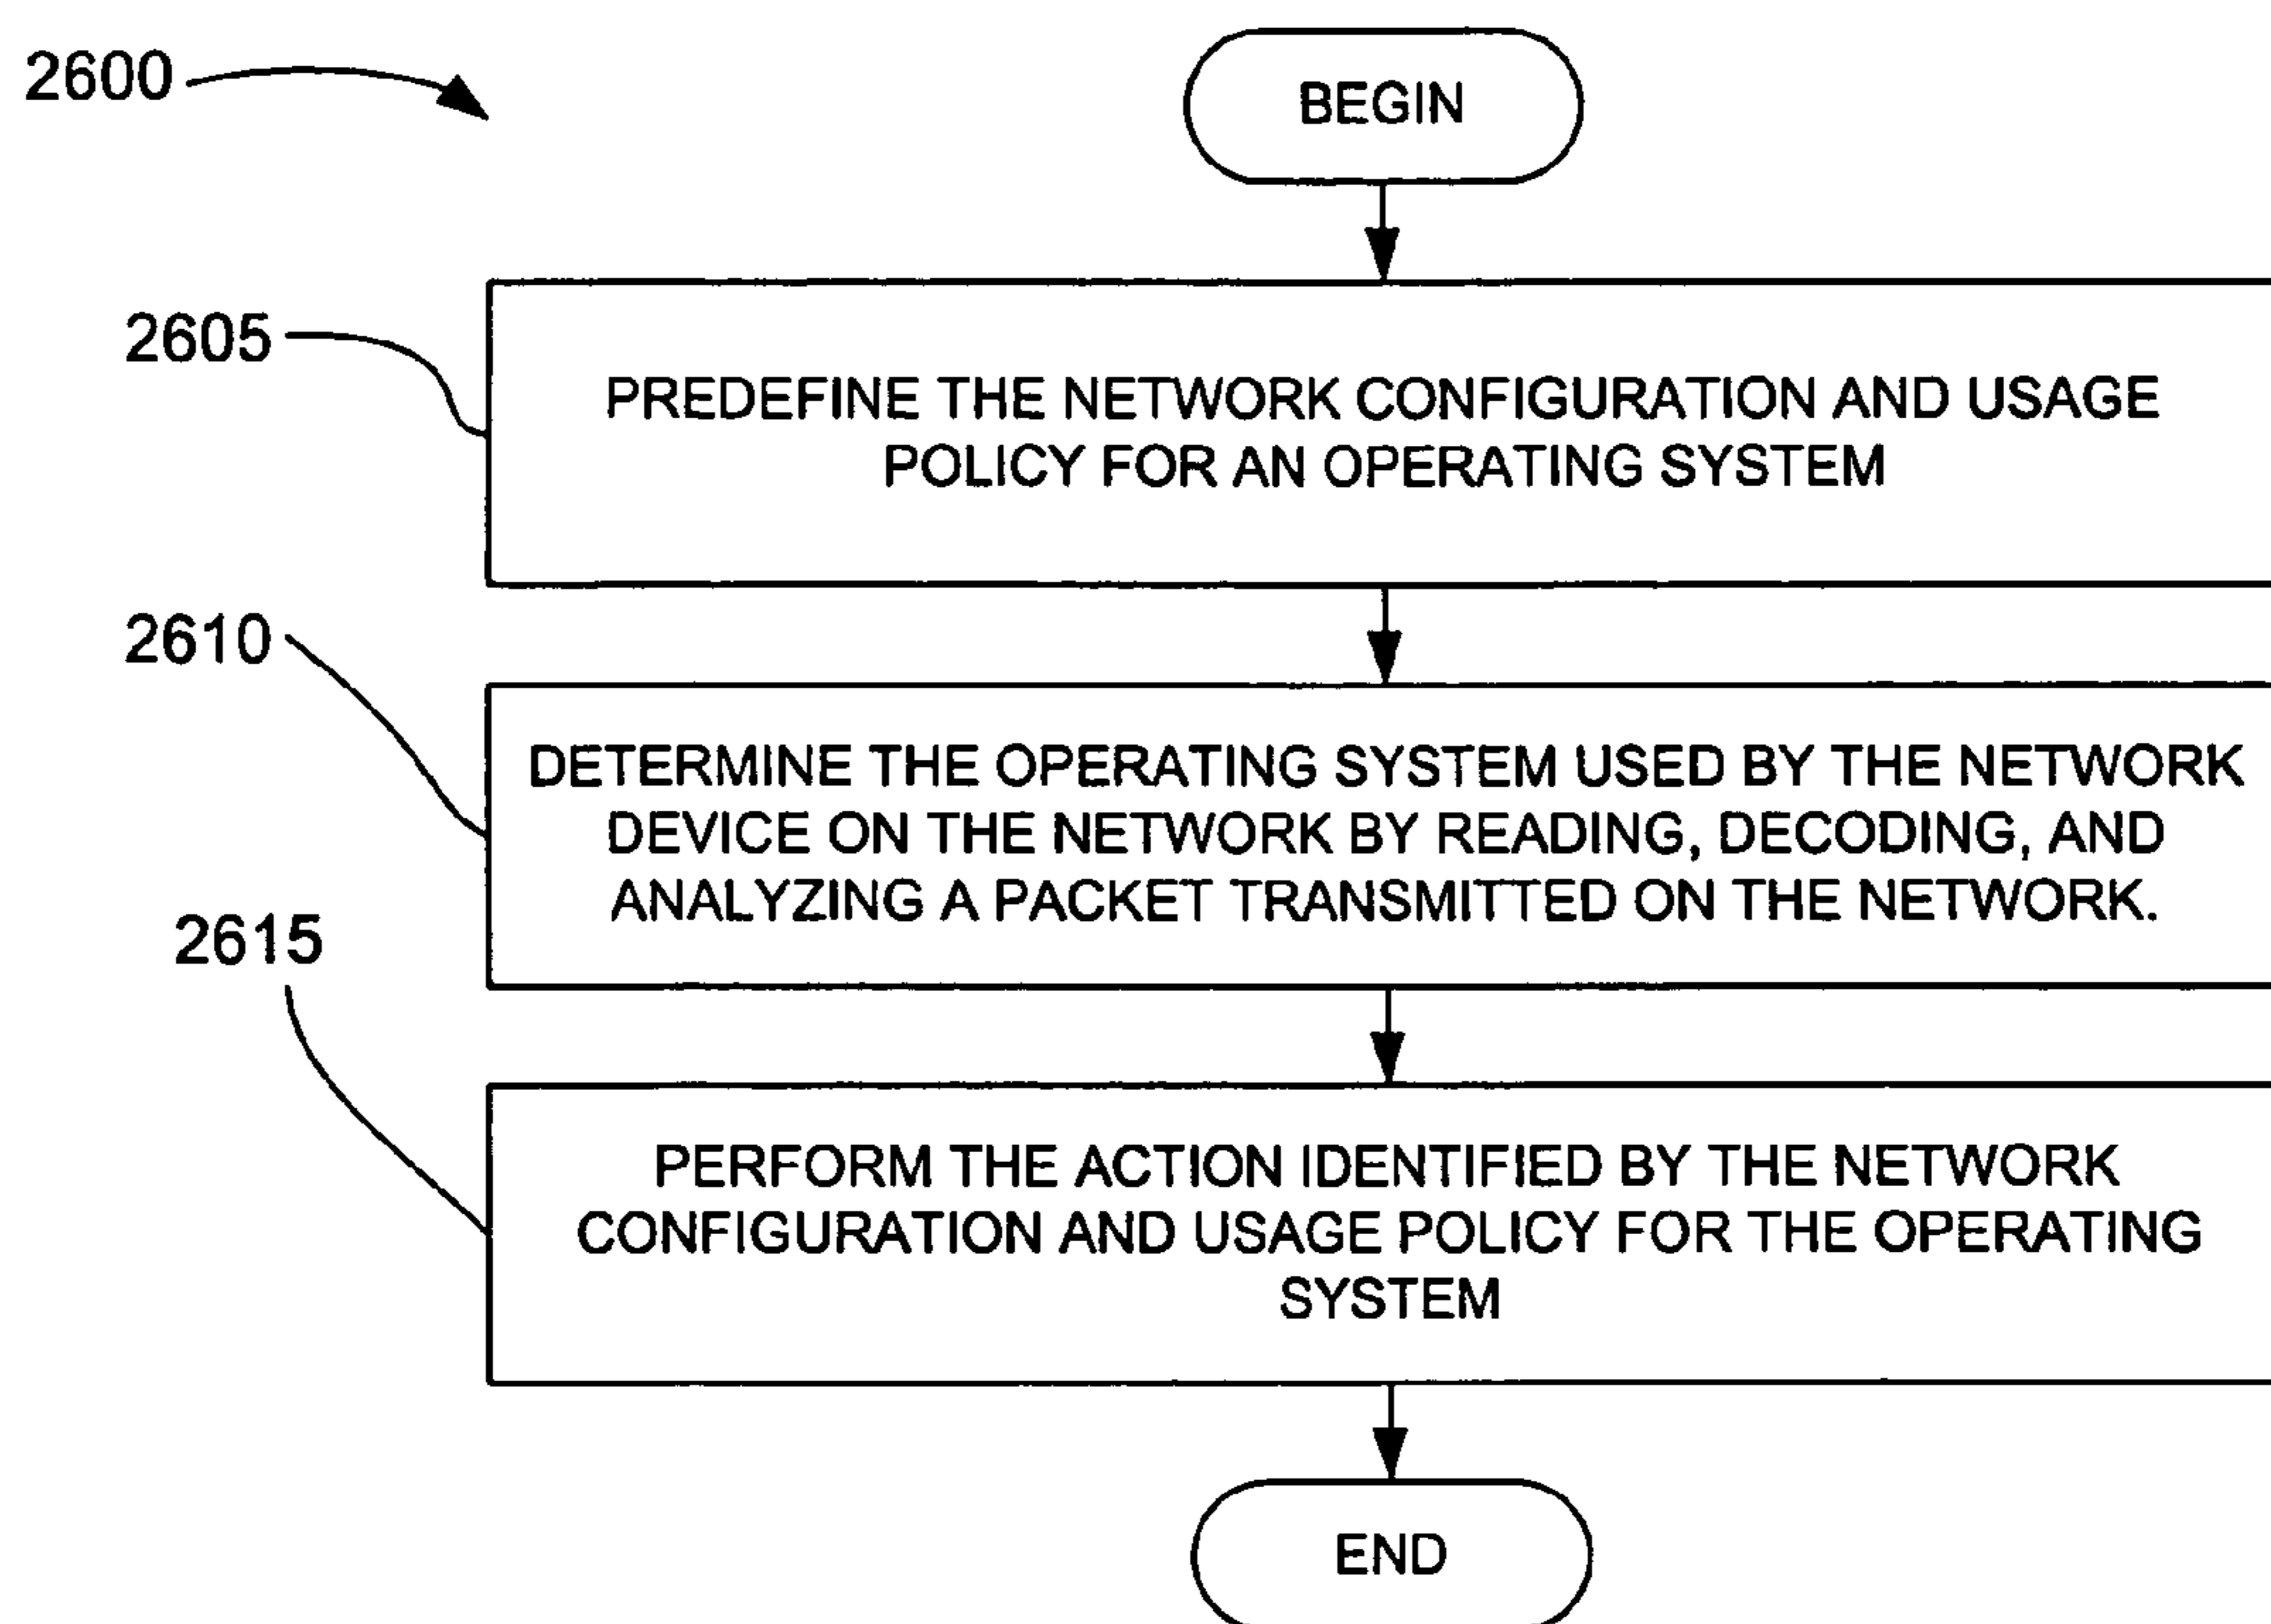 2600
BEGIN
2605
PREDEFINE THE NETWORK CONFIGURATION AND USAGE
POLICY FOR AN OPERATING SYSTEM
2610
DETERMINE THE OPERATING SYSTEM USED BY THE NETWORK
DEVICE ON THE NETWORK BY READING, DECODING, AND
ANALYZING A PACKET TRANSMITTED ON THE NETWORK.
2615
PERFORM THE ACTION IDENTIFIED BY THE NETWORK
CONFIGURATION AND USAGE POLICY FOR THE OPERATING
SYSTEM
END